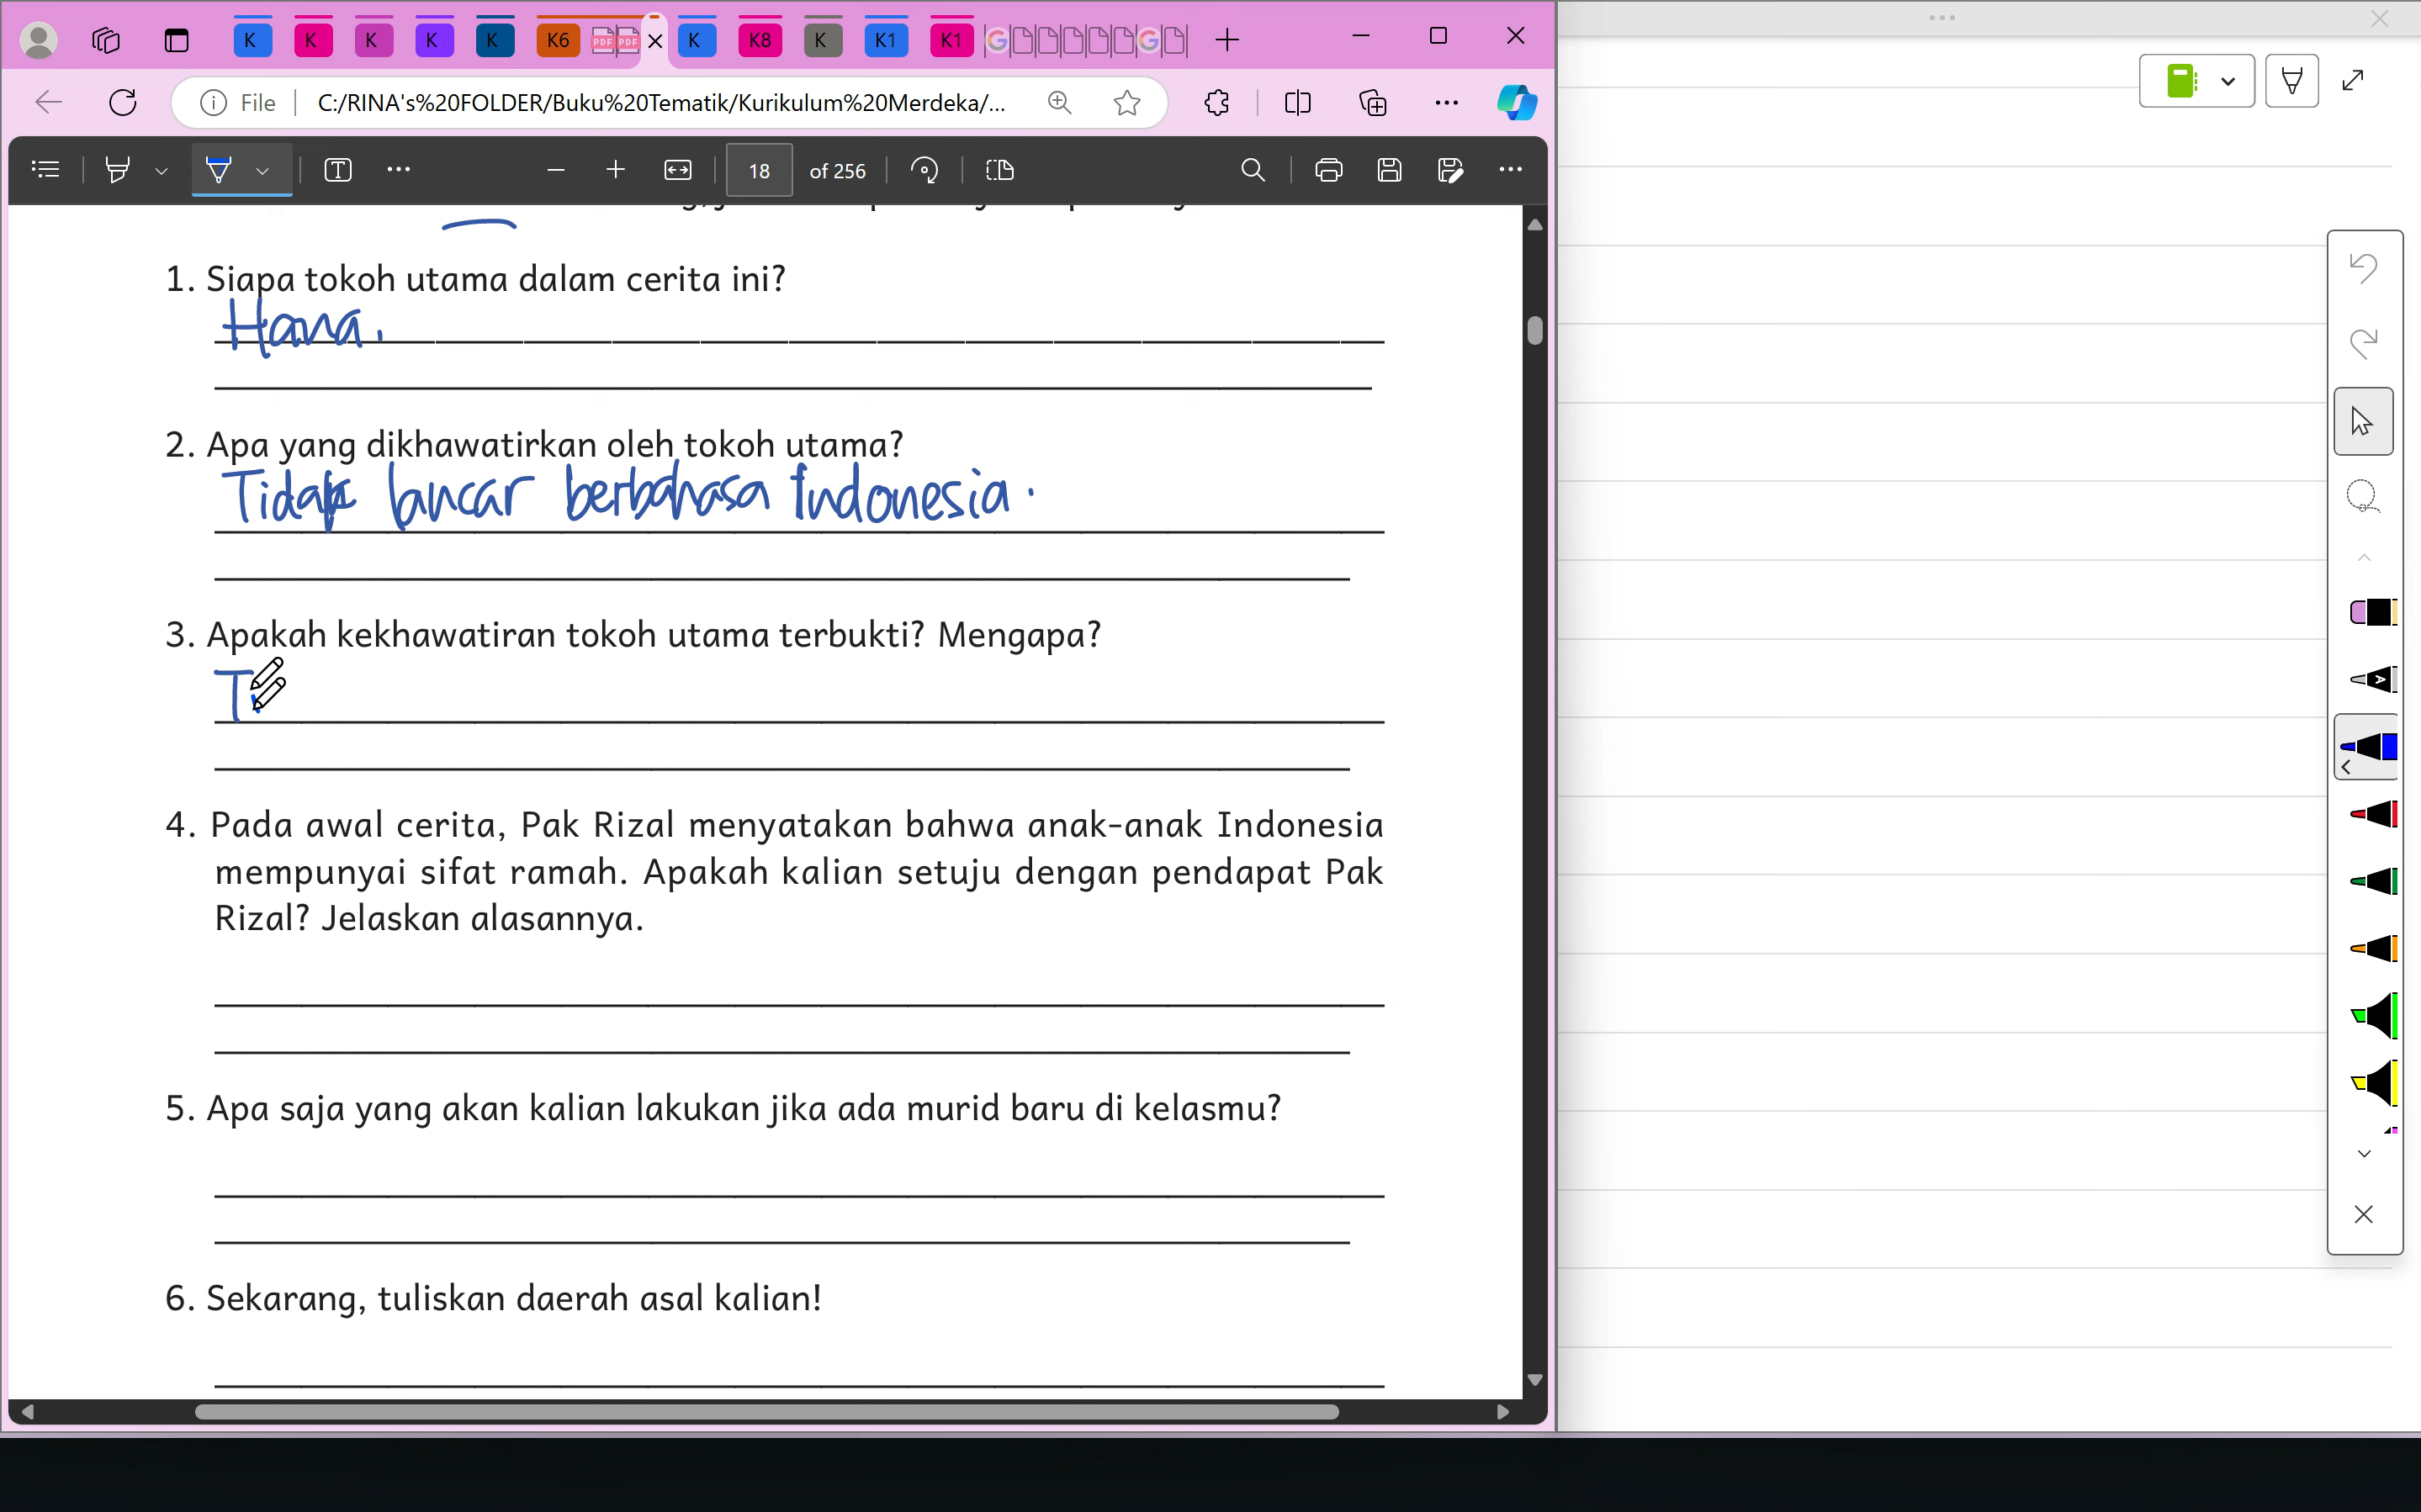 K K K K K K6 PDF PDF K K8 K K1 K1
File C:/RINA's%20FOLDER/Buku%20Tematik/Kurikulum%20Merdeka/...
18 of 256
1. Siapa tokoh utama dalam cerita ini?
Hana.
2. Apa yang dikhawatirkan oleh tokoh utama?
Tidak lancar berbahasa Indonesia.
3. Apakah kekhawatiran tokoh utama terbukti? Mengapa?
Ti
4. Pada awal cerita, Pak Rizal menyatakan bahwa anak-anak Indonesia
mempunyai sifat ramah. Apakah kalian setuju dengan pendapat Pak
Rizal? Jelaskan alasannya.
5. Apa saja yang akan kalian lakukan jika ada murid baru di kelasmu?
6. Sekarang, tuliskan daerah asal kalian!